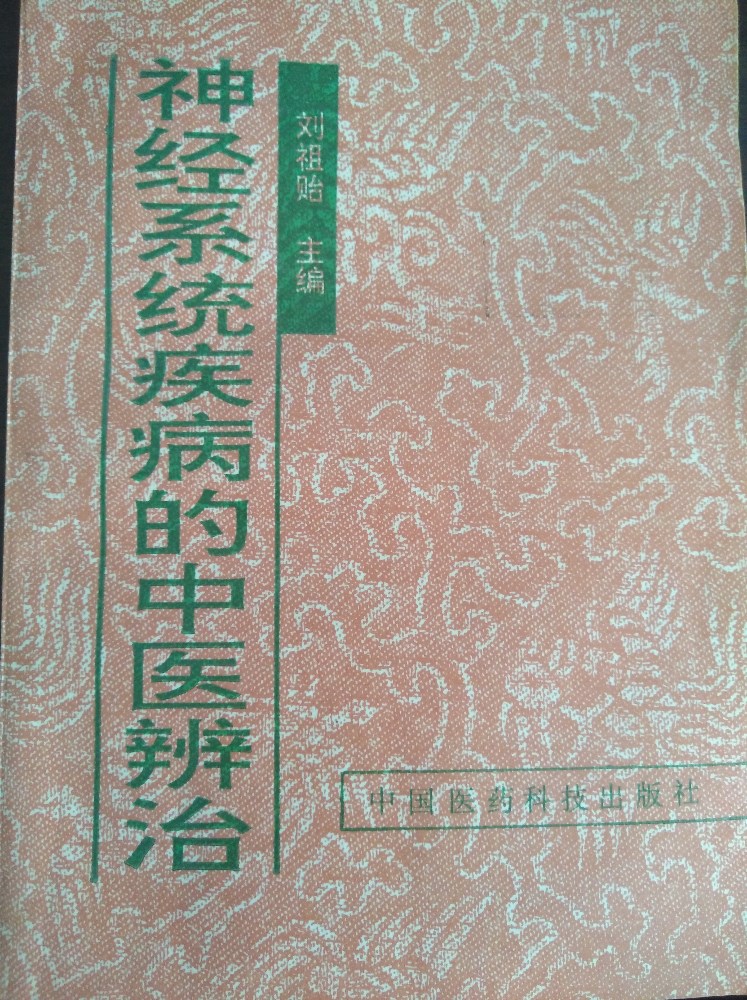 神经系统疾病的中医辨治
刘祖贻 主编
中国医药科技出版社